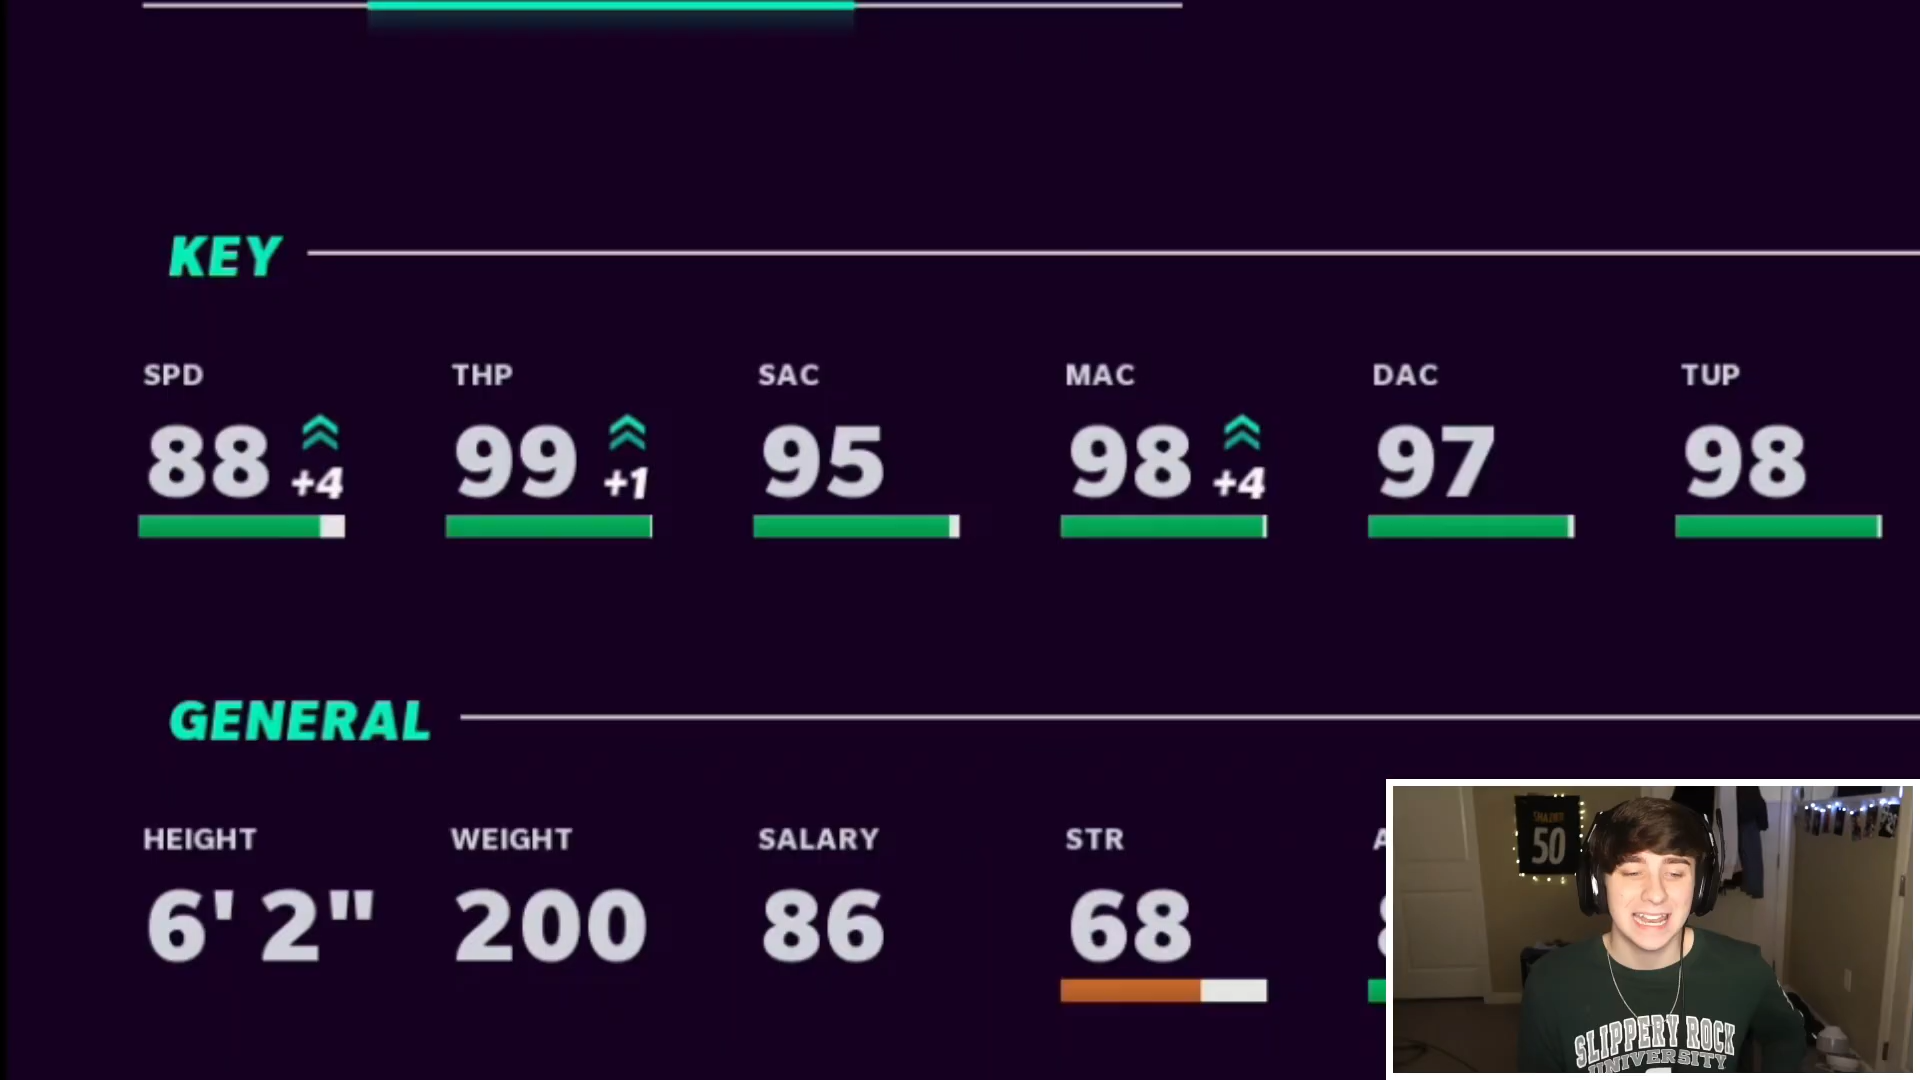 KEY
SPD THP SAC MAC DAC TUP
88 +4 99 +1 95 98 +4 97 98
GENERAL
HEIGHT WEIGHT SALARY STR
6' 2" 200 86 68
50
SLIPPERY ROCK
UNIVERSITY